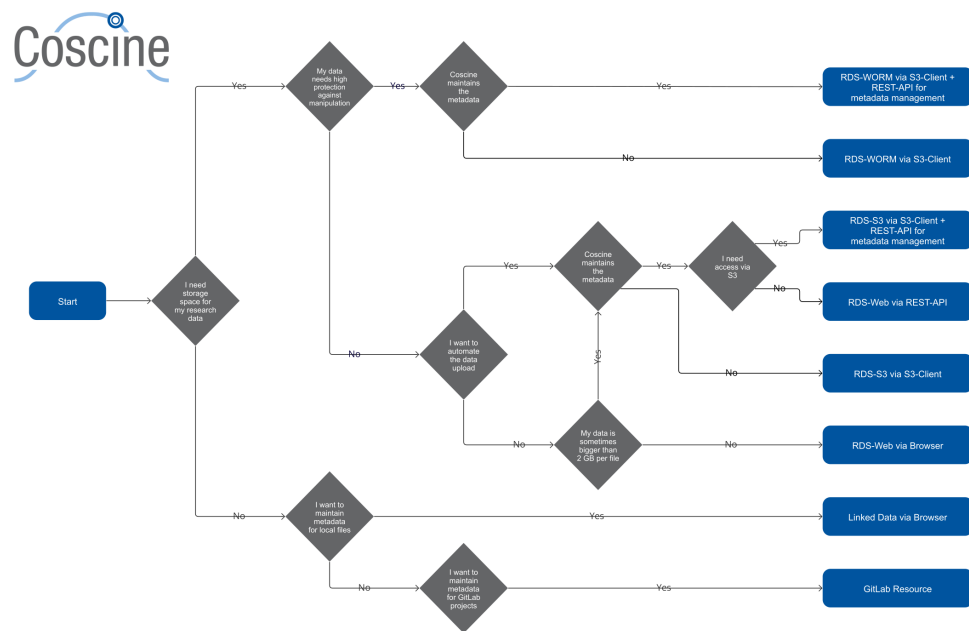 Coscine
My data
needs high
protection
against
manipulation
Yes
Yes
Coscine
maintains
the
metadata
Yes
RDS-WORM via S3-Client +
REST-API for
metadata management
No
RDS-WORM via S3-Client
Start
I need
storage
space for
my research
data
No
I want to
automate
the data
upload
Yes
Coscine
maintains
the
metadata
Yes
I need
access via
S3
Yes
RDS-S3 via S3-Client +
REST-API for
metadata management
No
RDS-Web via REST-API
No
RDS-S3 via S3-Client
Yes
No
My data is
sometimes
bigger than
2 GB per file
No
RDS-Web via Browser
No
I want to
maintain
metadata
for local files
Yes
Linked Data via Browser
No
I want to
maintain
metadata
for GitLab
projects
Yes
GitLab Resource